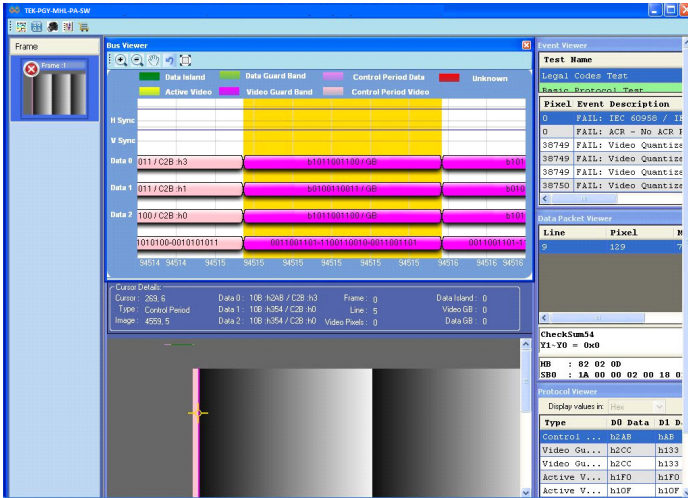 TEK-PGY-MHL-PA-SW
Frame
Frame :1
Bus Viewer
Data Island
Data Guard Band
Control Period Data
Unknown
Active Video
Video Guard Band
Control Period Video
H Sync
V Sync
Data 0
011 / C2B :h3
b1011001100 / GB
b101
Data 1
011 / C2B :h1
b0100110011 / GB
b010
Data 2
100 / C2B :h0
b1011001100 / GB
b101
1010100-0010101011
0011001101-1100110010-0011001101
0011001101-1
94514 94514 94515 94515 94515 94515 94515 94516 94516 94516
Cursor Details:
Cursor : 269, 6
Data 0 : 10B :h2AB / C2B :h3
Frame : 0
Data Island : 0
Type : Control Period
Data 1 : 10B :h354 / C2B :h0
Line : 5
Video GB : 0
Image : 4559, 5
Data 2 : 10B :h354 / C2B :h0
Video Pixels : 0
Data GB : 0
Event Viewer
Test Name
Legal Codes Test
Basic Protocol Test
Pixel Event Description
0 FAIL: IEC 60958 / IE
0 FAIL: ACR - No ACR P
38749 FAIL: Video Quantiza
38749 FAIL: Video Quantiza
38749 FAIL: Video Quantiza
38750 FAIL: Video Quantiza
Data Packet Viewer
Line Pixel
9 129 7
CheckSum54
Y1~Y0 = 0x0
HB : 82 02 0D
SB0 : 1A 00 00 02 00 18 0
Protocol Viewer
Display values in: Hex
Type D0 Data D1 D
Control ... h2AB hAB
Video Gu... h2CC h133
Video Gu... h2CC h133
Active V... h1F0 h1F0
Active V... h10F h10F